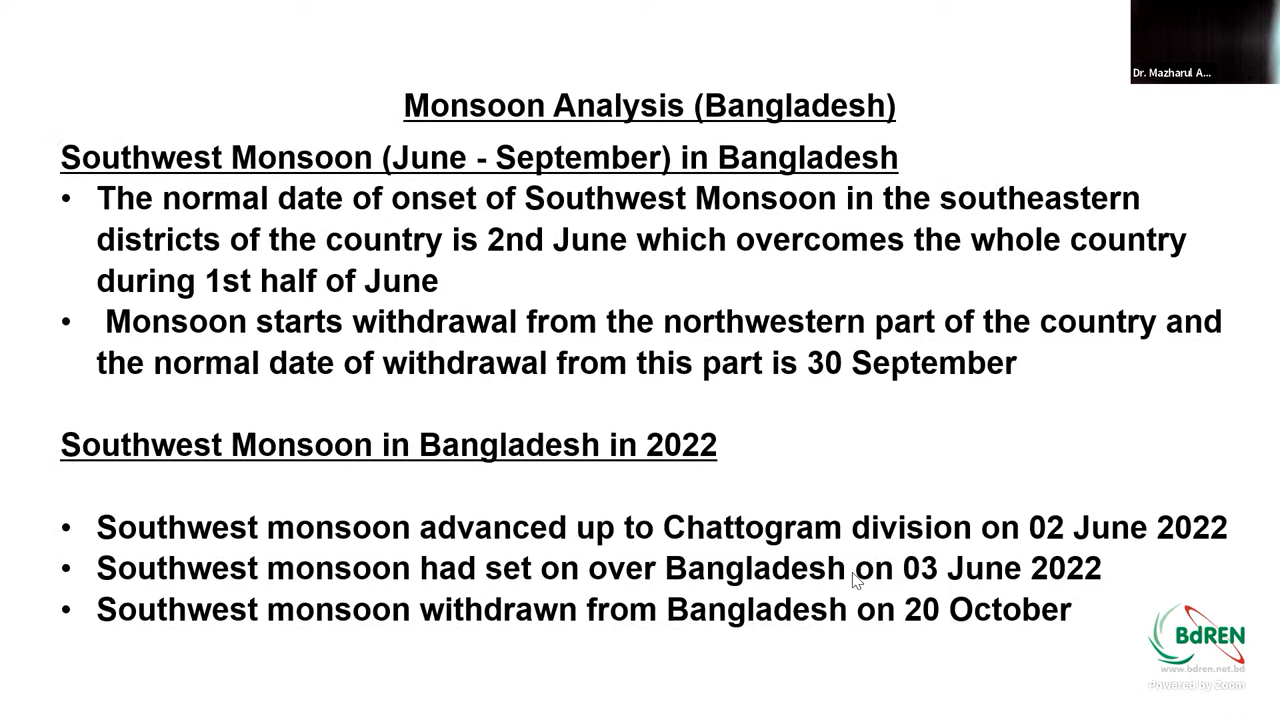 Dr. Mazharul A...
Monsoon Analysis (Bangladesh)
Southwest Monsoon (June - September) in Bangladesh
• The normal date of onset of Southwest Monsoon in the southeastern
districts of the country is 2nd June which overcomes the whole country
during 1st half of June
• Monsoon starts withdrawal from the northwestern part of the country and
the normal date of withdrawal from this part is 30 September
Southwest Monsoon in Bangladesh in 2022
• Southwest monsoon advanced up to Chattogram division on 02 June 2022
• Southwest monsoon had set on over Bangladesh on 03 June 2022
• Southwest monsoon withdrawn from Bangladesh on 20 October
BdREN
www.bdren.net.bd
Powered by Zoom